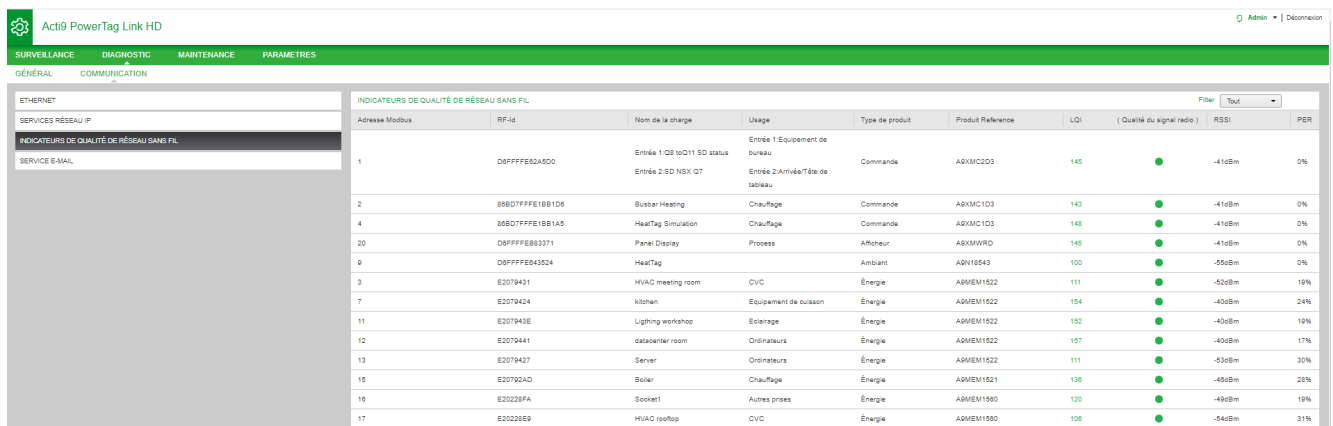 Acti9 PowerTag Link HD
Admin | Déconnexion
SURVEILLANCE DIAGNOSTIC MAINTENANCE PARAMETRES
GÉNÉRAL COMMUNICATION
ETHERNET
SERVICES RÉSEAU IP
INDICATEURS DE QUALITÉ DE RÉSEAU SANS FIL
SERVICE E-MAIL
INDICATEURS DE QUALITÉ DE RÉSEAU SANS FIL Filter Tout
Adresse Modbus RF-Id Nom de la charge Usage Type de produit Produit Reference LQI ( Qualité du signal radio ) RSSI PER
1 D6FFFFE62A5D0 Entrée 1:Q8 toQ11 SD status Entrée 2:SD NSX Q7 Entrée 1:Equipement de bureau Entrée 2:Arrivée/Tête de tableau Commande A9XMC2D3 145 -41dBm 0%
2 86BD7FFFE1BB1D6 Busbar Heating Chauffage Commande A9XMC1D3 143 -41dBm 0%
4 86BD7FFFE1BB1A5 HeatTag Simulation Chauffage Commande A9XMC1D3 148 -41dBm 0%
20 D6FFFFEB83371 Panel Display Process Afficheur A9XMWRD 145 -41dBm 0%
9 D6FFFFE643524 HeatTag Ambiant A9N18543 100 -55dBm 0%
3 E2079431 HVAC meeting room CVC Énergie A9MEM1522 111 -52dBm 19%
7 E2079424 kitchen Equipement de cuisson Énergie A9MEM1522 154 -40dBm 24%
11 E207943E Ligthing workshop Eclairage Énergie A9MEM1522 152 -40dBm 19%
12 E2079441 datacenter room Ordinateurs Énergie A9MEM1522 157 -40dBm 17%
13 E2079427 Server Ordinateurs Énergie A9MEM1522 111 -53dBm 30%
15 E20792AD Boiler Chauffage Énergie A9MEM1521 136 -46dBm 28%
16 E20228FA Socket1 Autres prises Énergie A9MEM1560 120 -49dBm 19%
17 E20228E9 HVAC rooftop CVC Énergie A9MEM1560 106 -54dBm 31%